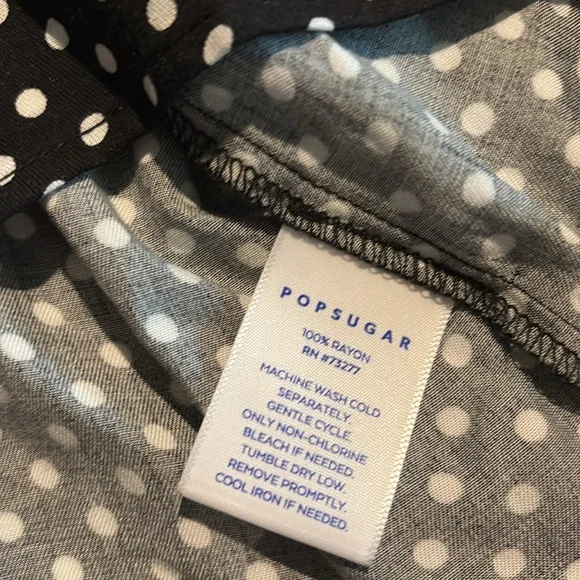 POPSUGAR
100% RAYON
RN #73277
MACHINE WASH COLD
SEPARATELY.
GENTLE CYCLE.
ONLY NON-CHLORINE
BLEACH IF NEEDED.
TUMBLE DRY LOW.
REMOVE PROMPTLY.
COOL IRON IF NEEDED.